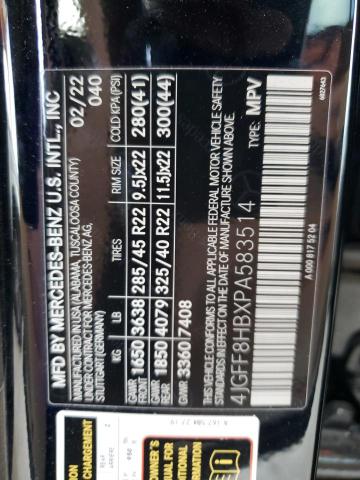 MFD BY MERCEDES-BENZ U.S. INTL., INC
MANUFACTURED IN USA (ALABAMA, TUSCALOOSA COUNTY)
UNDER CONTRACT FOR MERCEDES-BENZ AG,
STUTTGART/GERMANY
02/22
040
KG LB TIRES RIM SIZE COLD KPA (PSI)
GAWR FRONT 1650 3638 285/45 R22 9.5jx22 280(41)
GAWR REAR 1850 4079 325/40 R22 11.5jx22 300(44)
GVWR 3360 7408
THIS VEHICLE CONFORMS TO ALL APPLICABLE FEDERAL MOTOR VEHICLE SAFETY
STANDARDS IN EFFECT ON THE DATE OF MANUFACTURE SHOWN ABOVE.
4JGFF8HBXPA583514 TYPE: MPV
A 000 817 52 04